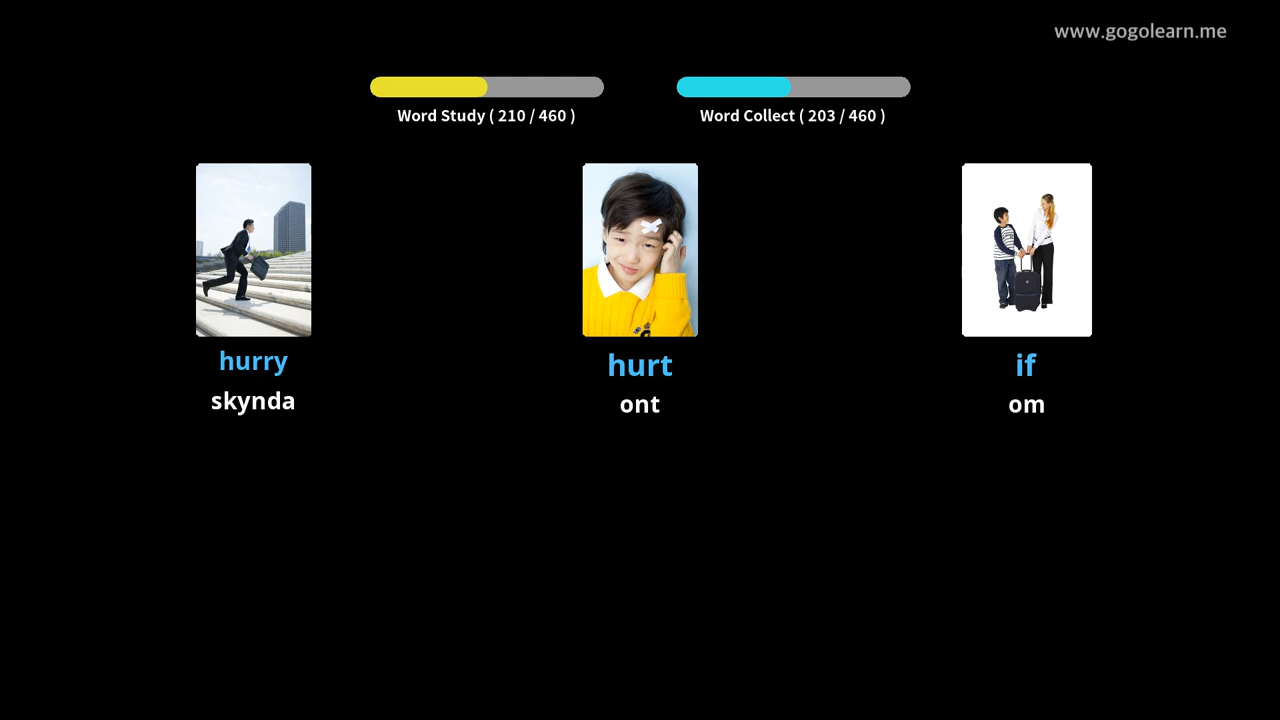 www.gogolearn.me
Word Study ( 210 / 460 )
Word Collect ( 203 / 460 )
hurry
skynda
hurt
ont
if
om